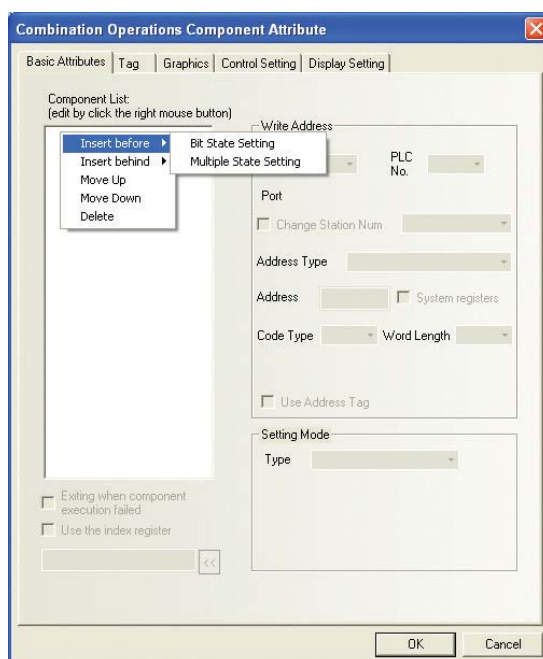 Combination Operations Component Attribute
Basic Attributes Tag Graphics Control Setting Display Setting
Component List:
(edit by click the right mouse button)
Insert before
Insert behind
Move Up
Move Down
Delete
Bit State Setting
Multiple State Setting
Write Address
PLC
No.
Port
Change Station Num
Address Type
Address System registers
Code Type Word Length
Use Address Tag
Setting Mode
Type
Exiting when component
execution failed
Use the index register
<<
OK Cancel